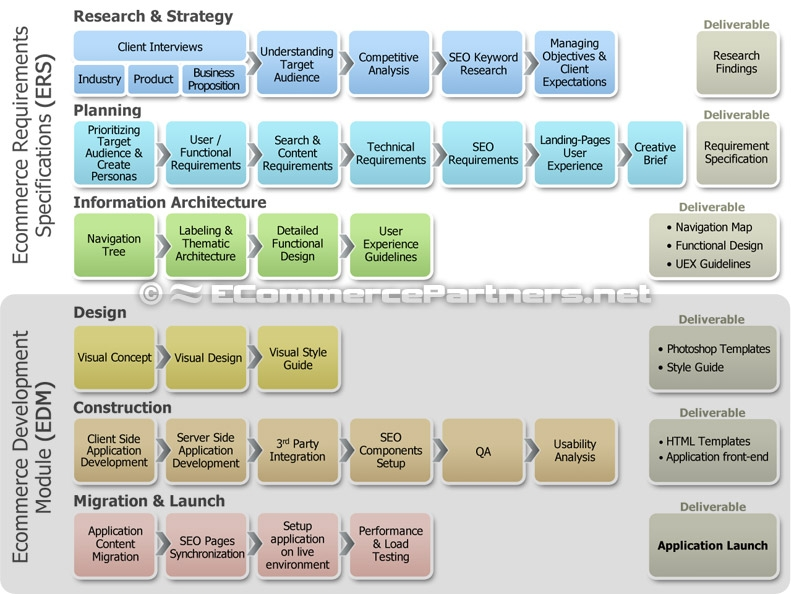 Ecommerce Requirements
Specifications (ERS)
Research & Strategy
Client Interviews
Industry
Product
Business
Proposition
Understanding
Target
Audience
Competitive
Analysis
SEO Keyword
Research
Managing
Objectives &
Client
Expectations
Deliverable
Research
Findings
Planning
Prioritizing
Target
Audience &
Create
Personas
User /
Functional
Requirements
Search &
Content
Requirements
Technical
Requirements
SEO
Requirements
Landing-Pages
User
Experience
Creative
Brief
Deliverable
Requirement
Specification
Information Architecture
Navigation
Tree
Labeling &
Thematic
Architecture
Detailed
Functional
Design
User
Experience
Guidelines
Deliverable
• Navigation Map
• Functional Design
• UEX Guidelines
© ECommercePartners.net
Ecommerce Development
Module (EDM)
Design
Visual Concept
Visual Design
Visual Style
Guide
Deliverable
• Photoshop Templates
• Style Guide
Construction
Client Side
Application
Development
Server Side
Application
Development
3rd Party
Integration
SEO
Components
Setup
QA
Usability
Analysis
Deliverable
• HTML Templates
• Application front-end
Migration & Launch
Application
Content
Migration
SEO Pages
Synchronization
Setup
application
on live
environment
Performance
& Load
Testing
Deliverable
Application Launch